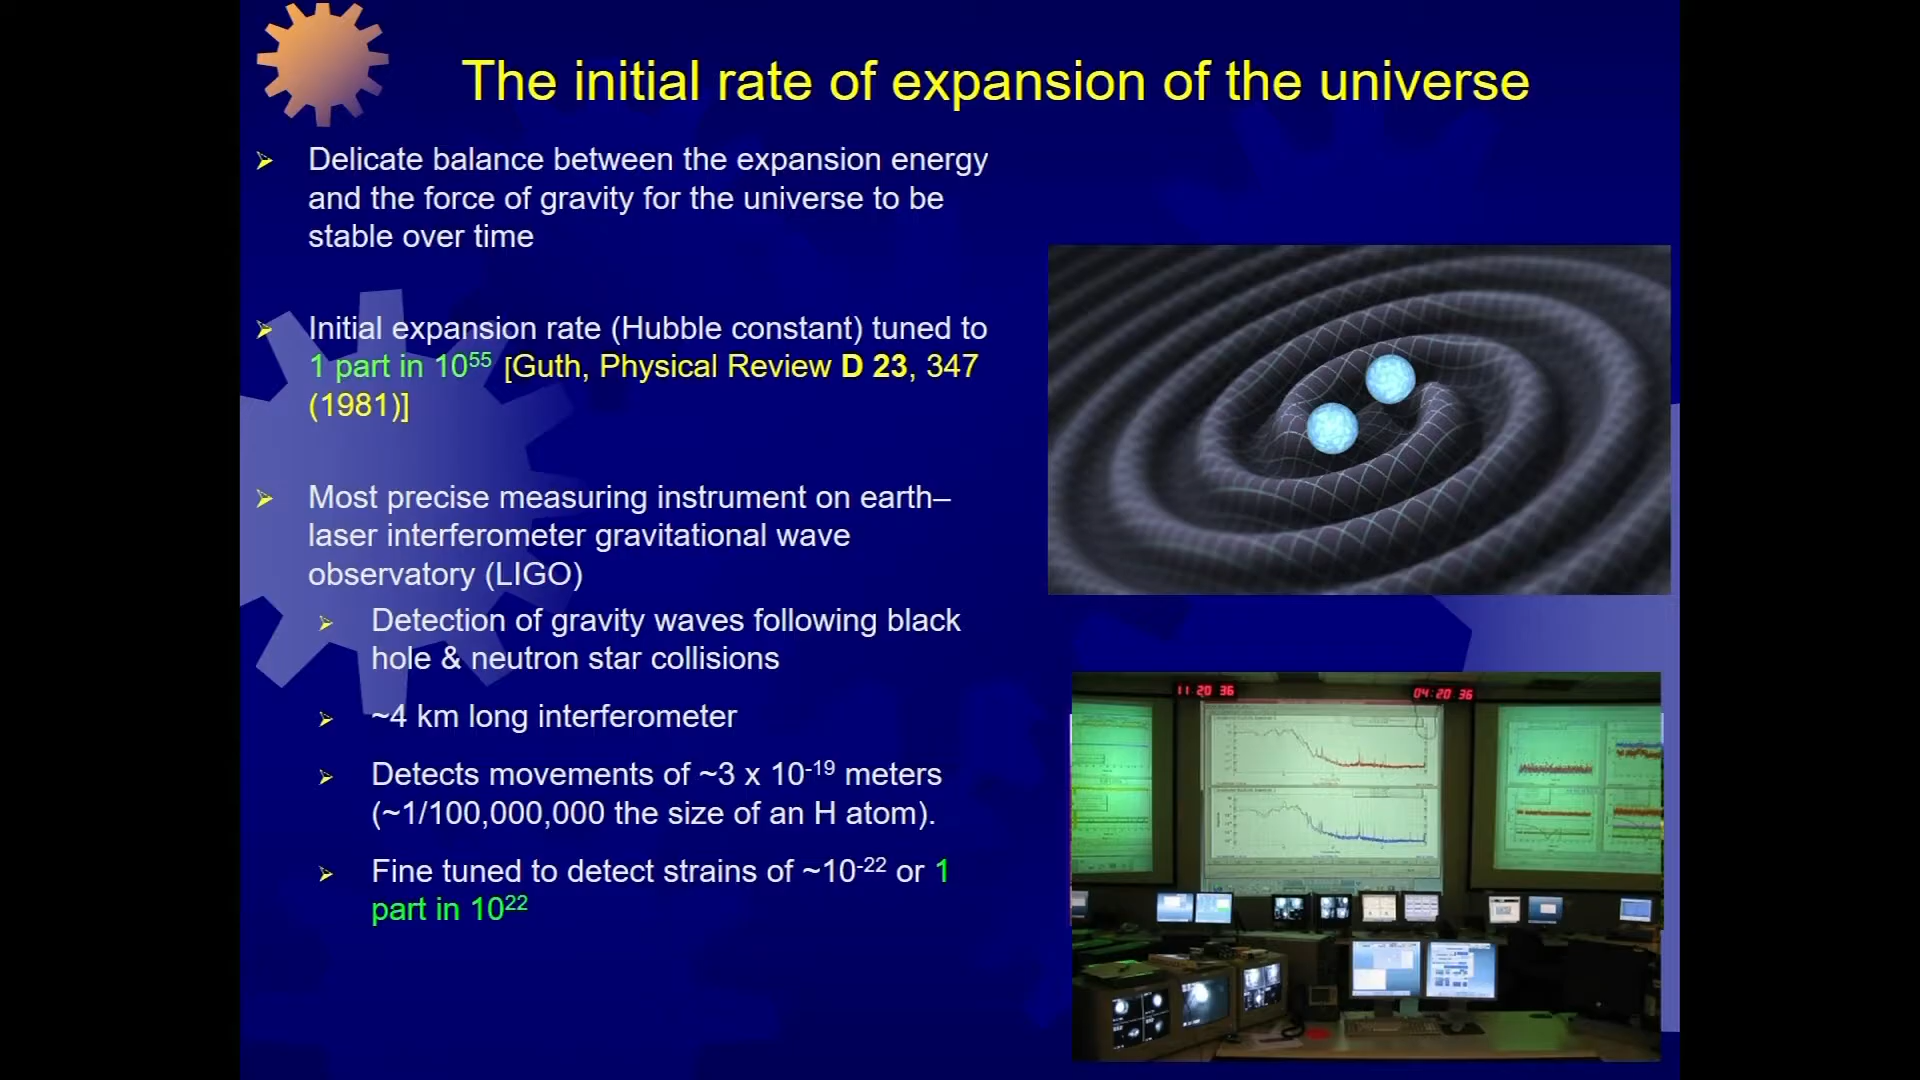 The initial rate of expansion of the universe
Delicate balance between the expansion energy
and the force of gravity for the universe to be
stable over time
Initial expansion rate (Hubble constant) tuned to
1 part in 10⁵⁵ [Guth, Physical Review D 23, 347
(1981)]
Most precise measuring instrument on earth–
laser interferometer gravitational wave
observatory (LIGO)
Detection of gravity waves following black
hole & neutron star collisions
~4 km long interferometer
Detects movements of ~3 x 10⁻¹⁹ meters
(~1/100,000,000 the size of an H atom).
Fine tuned to detect strains of ~10⁻²² or 1
part in 10²²
11:20 36
04:20 36